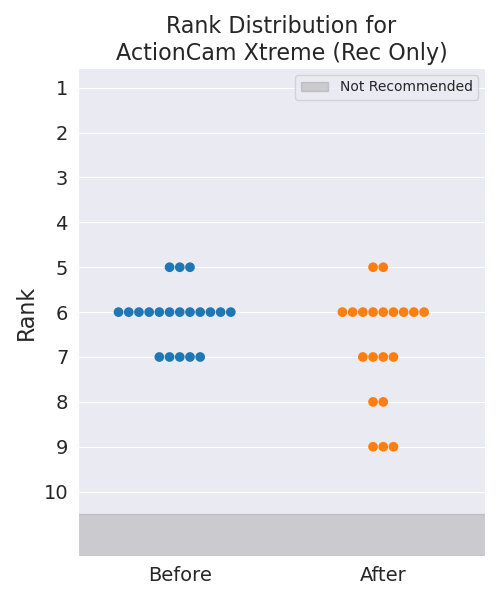 Rank Distribution for
ActionCam Xtreme (Rec Only)
Not Recommended
1
2
3
4
5
6
7
8
9
10
Rank
Before
After